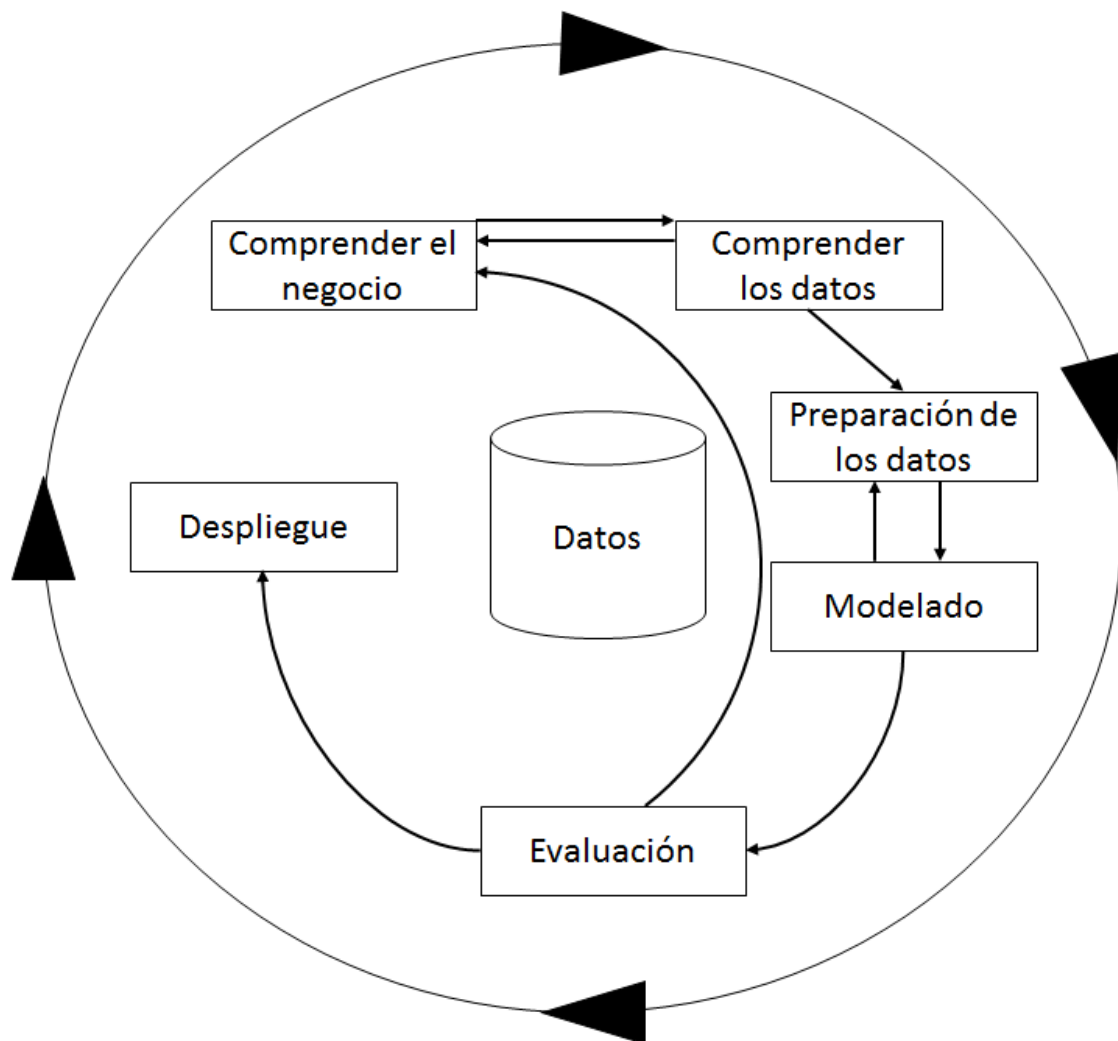 Comprender el
negocio
Comprender
los datos
Preparación de
los datos
Despliegue
Datos
Modelado
Evaluación